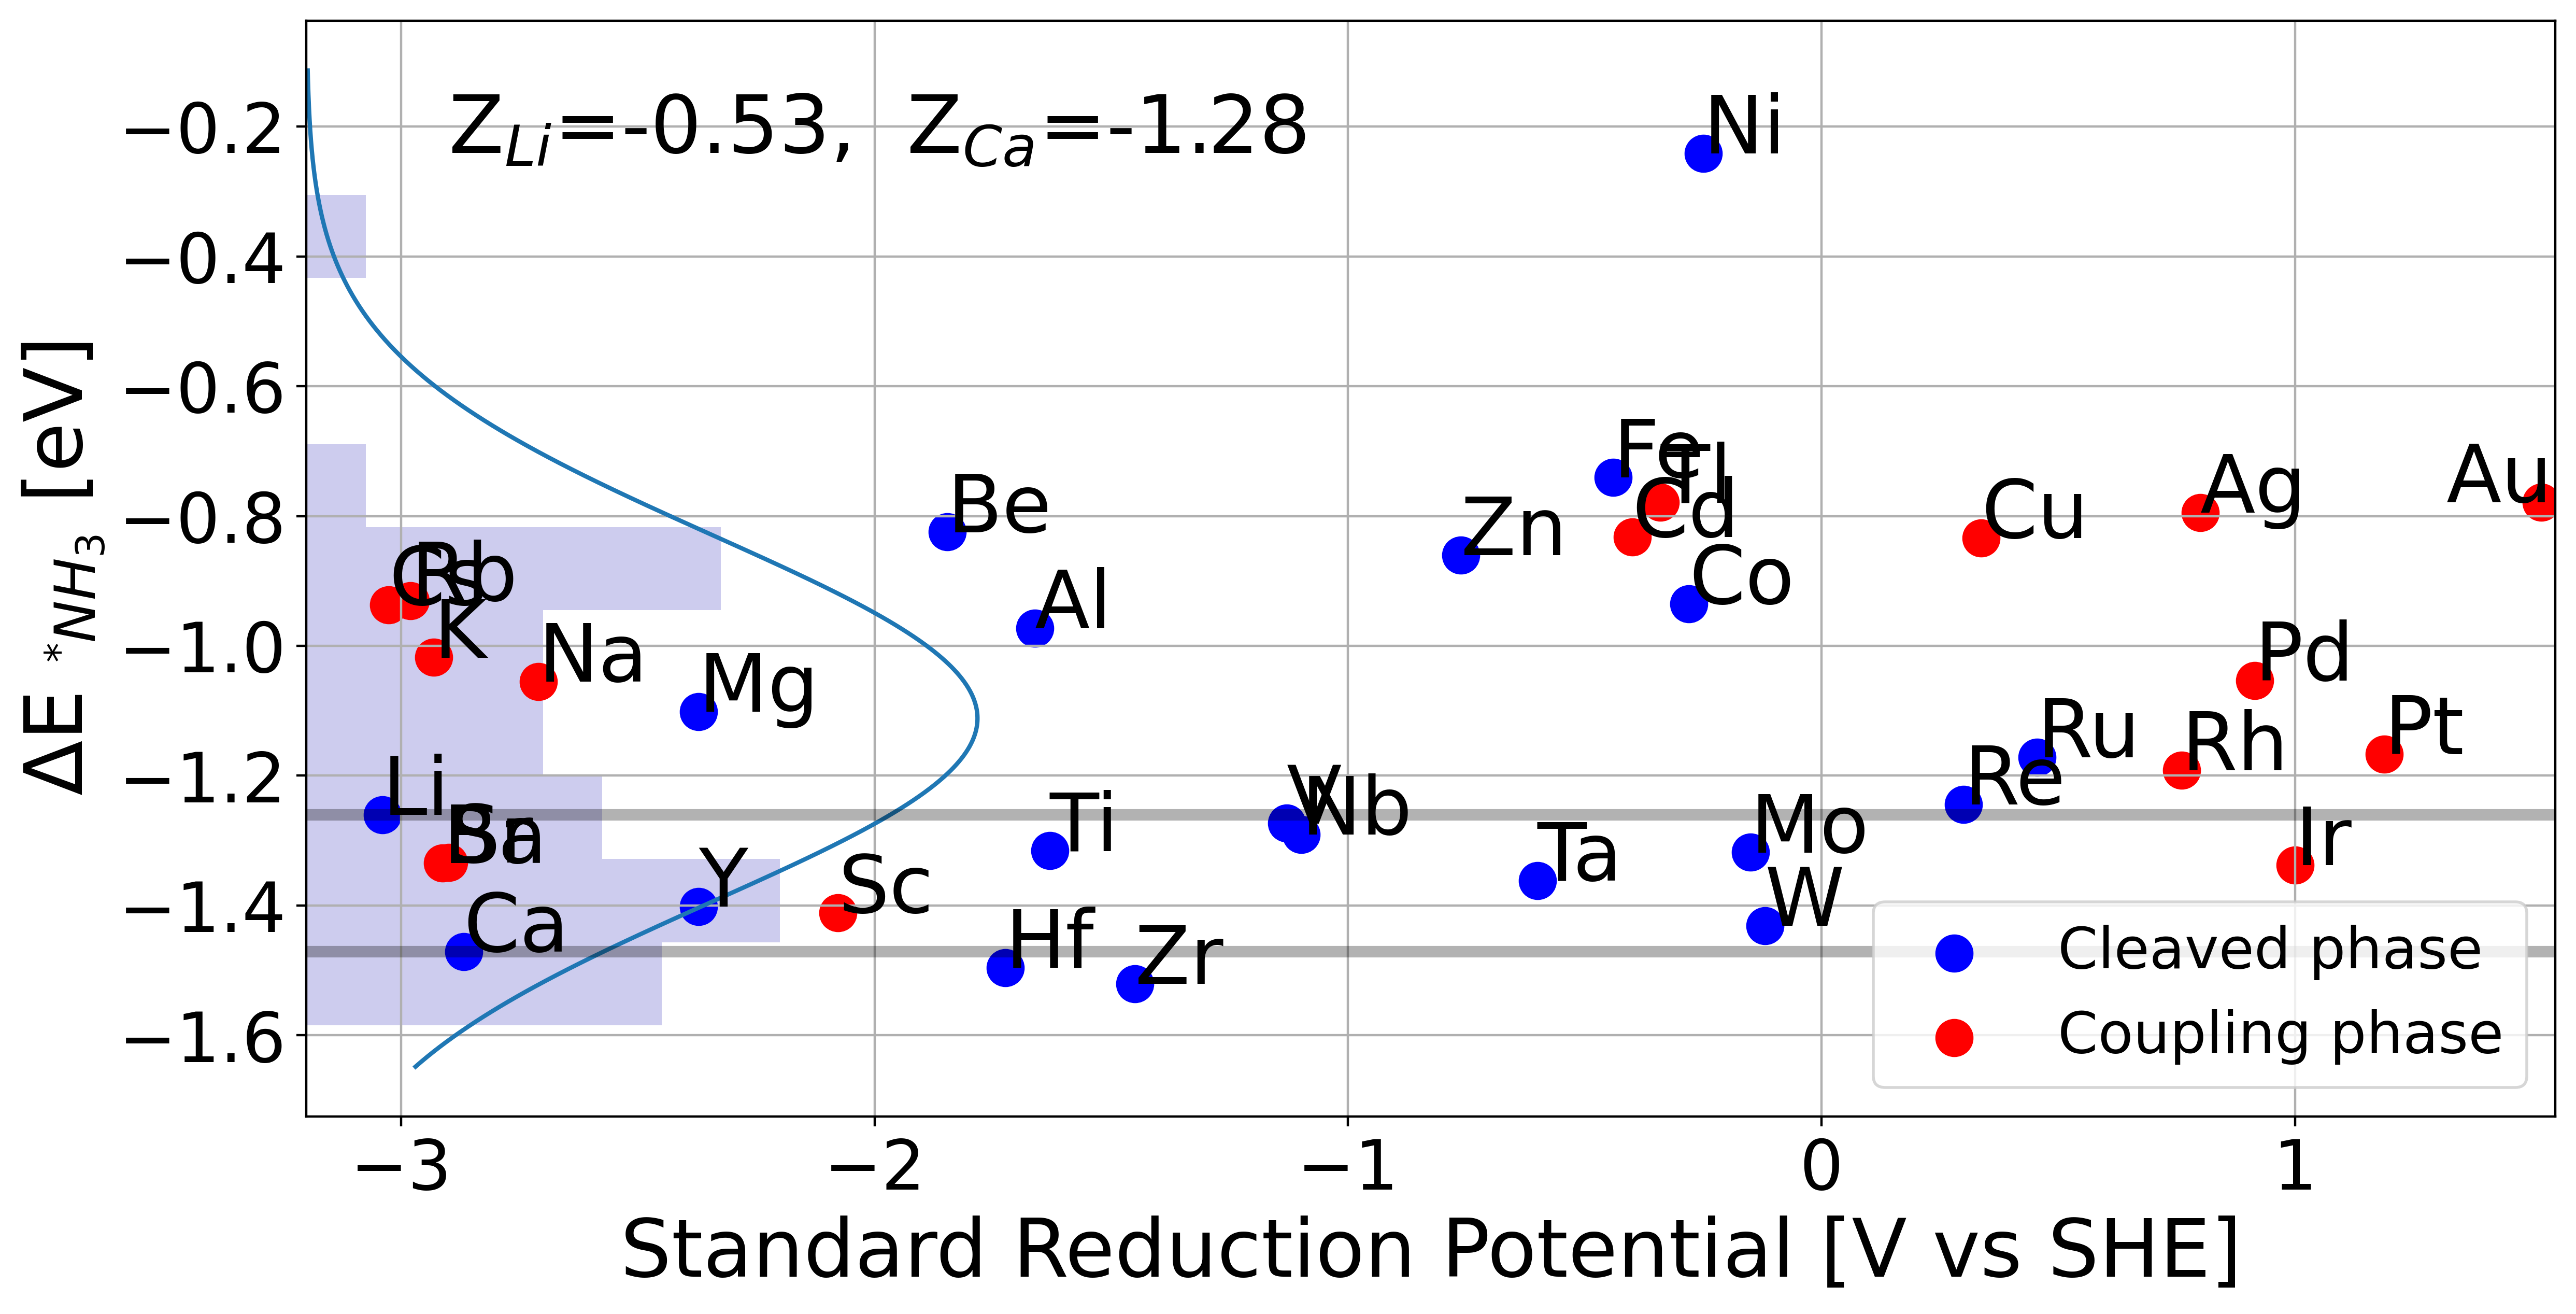 Z_Li=-0.53, Z_Ca=-1.28
ΔE *NH₃ [eV]
−0.2
−0.4
−0.6
−0.8
−1.0
−1.2
−1.4
−1.6
Ni
Fe
Tl
Cd
Au
Ag
Cu
Be
Zn
Co
Al
Cs
Rb
K
Na
Mg
Pd
Pt
Ru
Rh
Re
Li
V
Nb
Ti
Mo
Ta
Ir
W
Y
Sc
Ca
Hf
Zr
Cleaved phase
Coupling phase
−3 −2 −1 0 1
Standard Reduction Potential [V vs SHE]